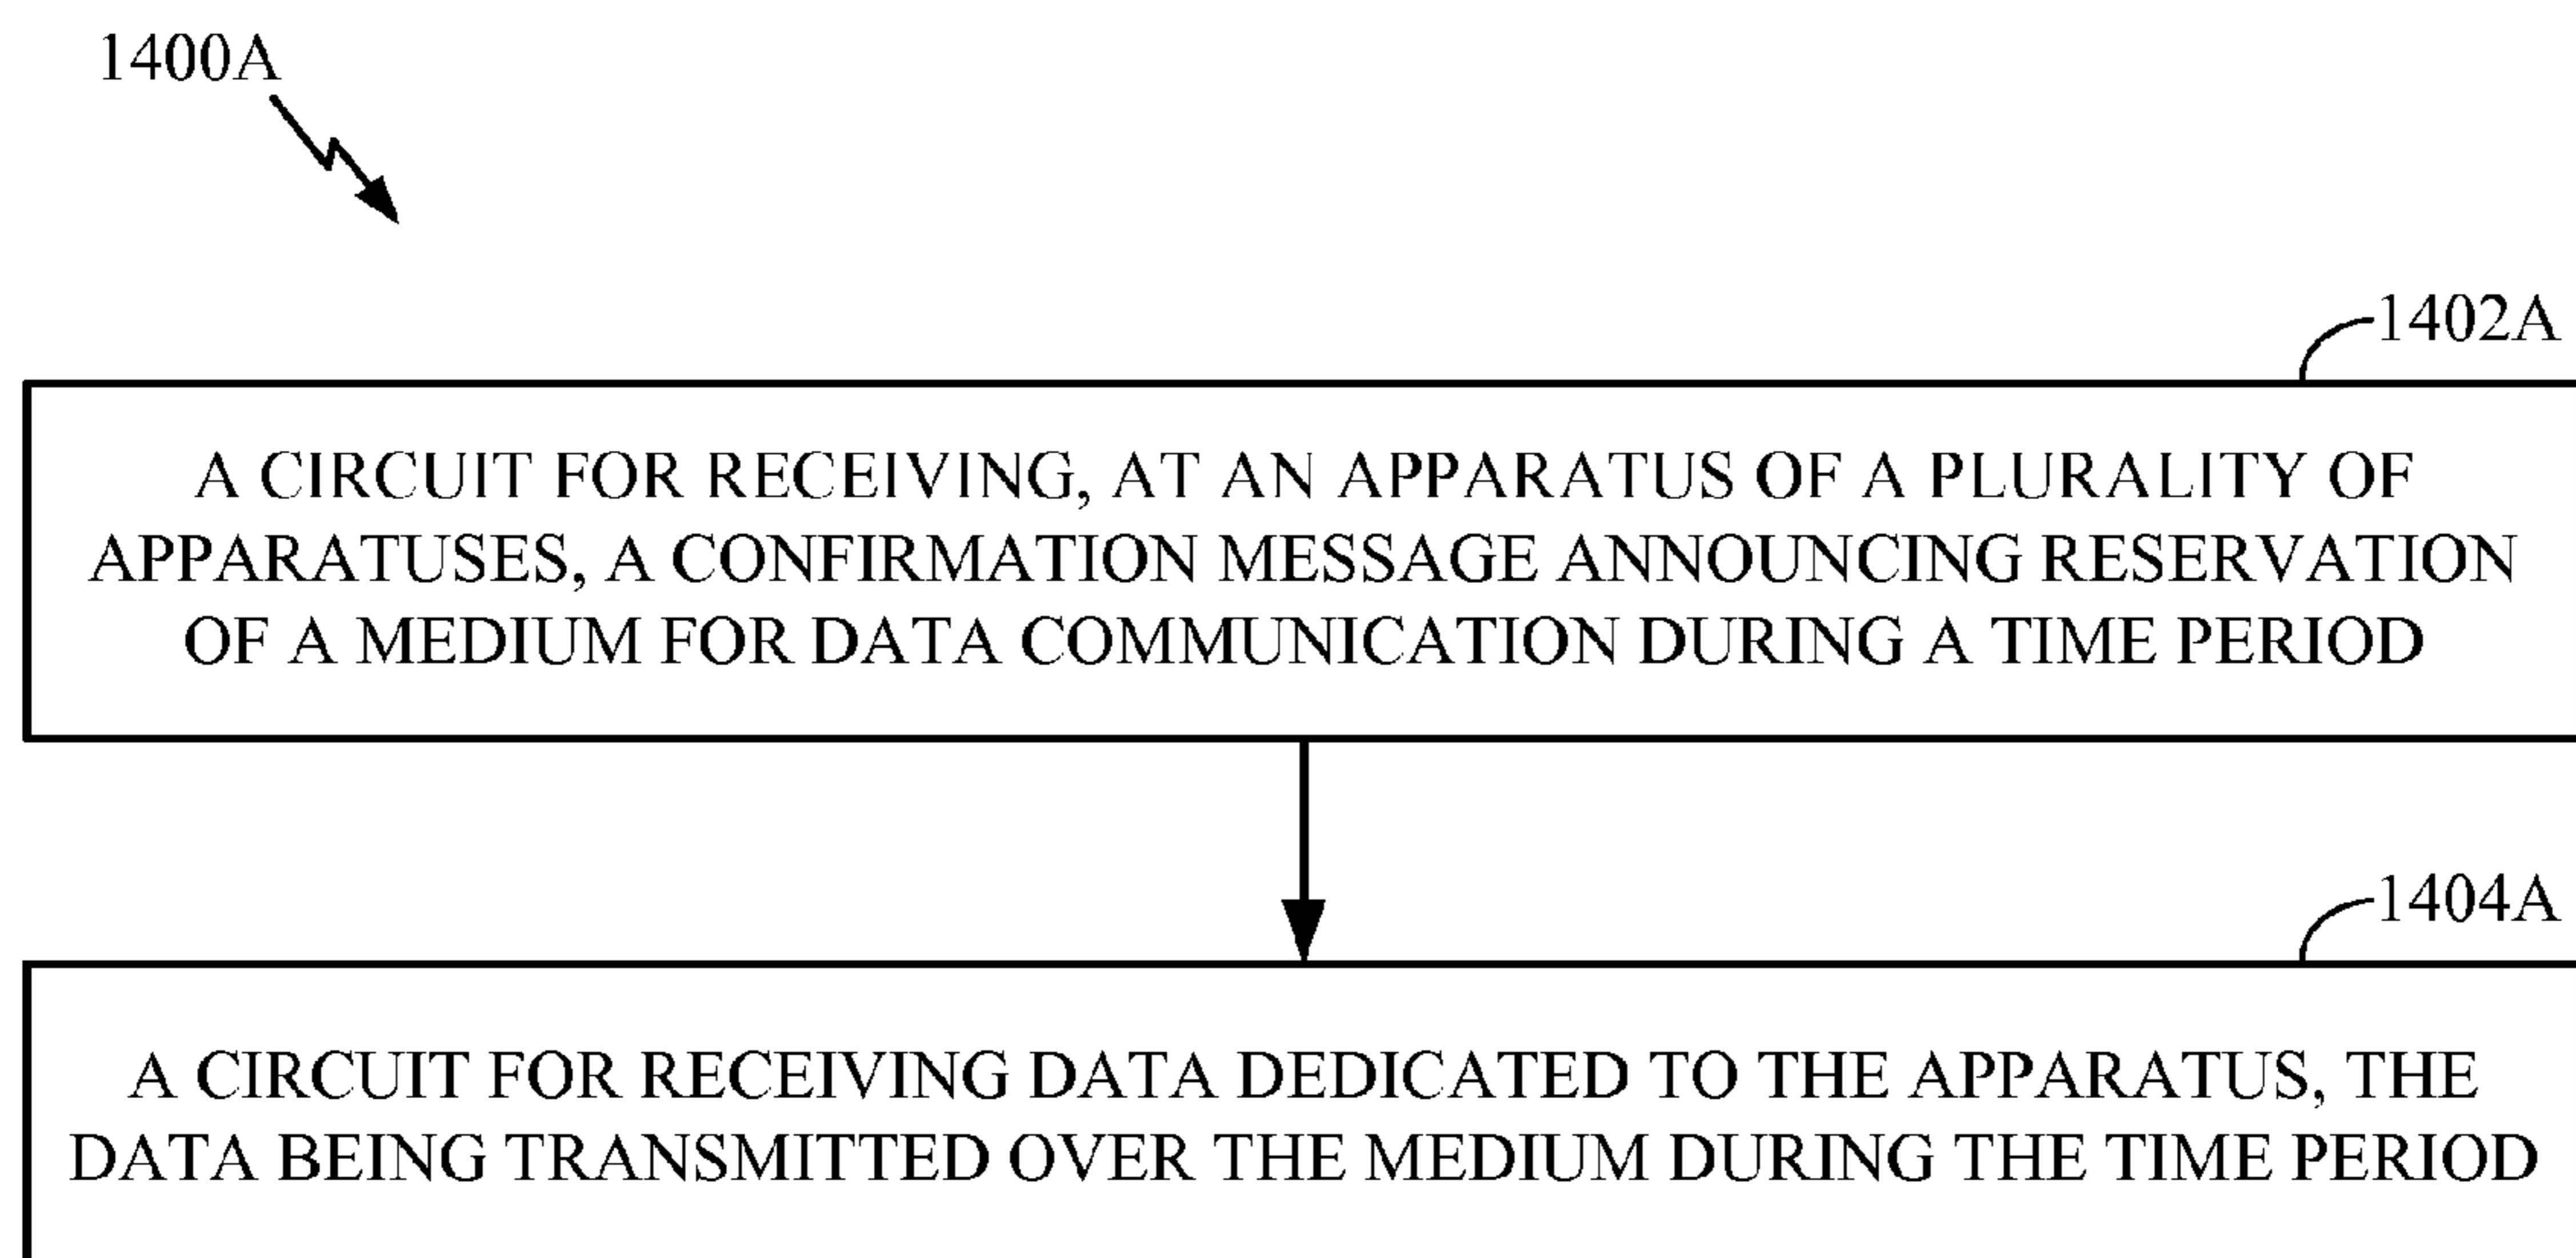 1400A
1402A
A CIRCUIT FOR RECEIVING, AT AN APPARATUS OF A PLURALITY OF
APPARATUSES, A CONFIRMATION MESSAGE ANNOUNCING RESERVATION
OF A MEDIUM FOR DATA COMMUNICATION DURING A TIME PERIOD
1404A
A CIRCUIT FOR RECEIVING DATA DEDICATED TO THE APPARATUS, THE
DATA BEING TRANSMITTED OVER THE MEDIUM DURING THE TIME PERIOD